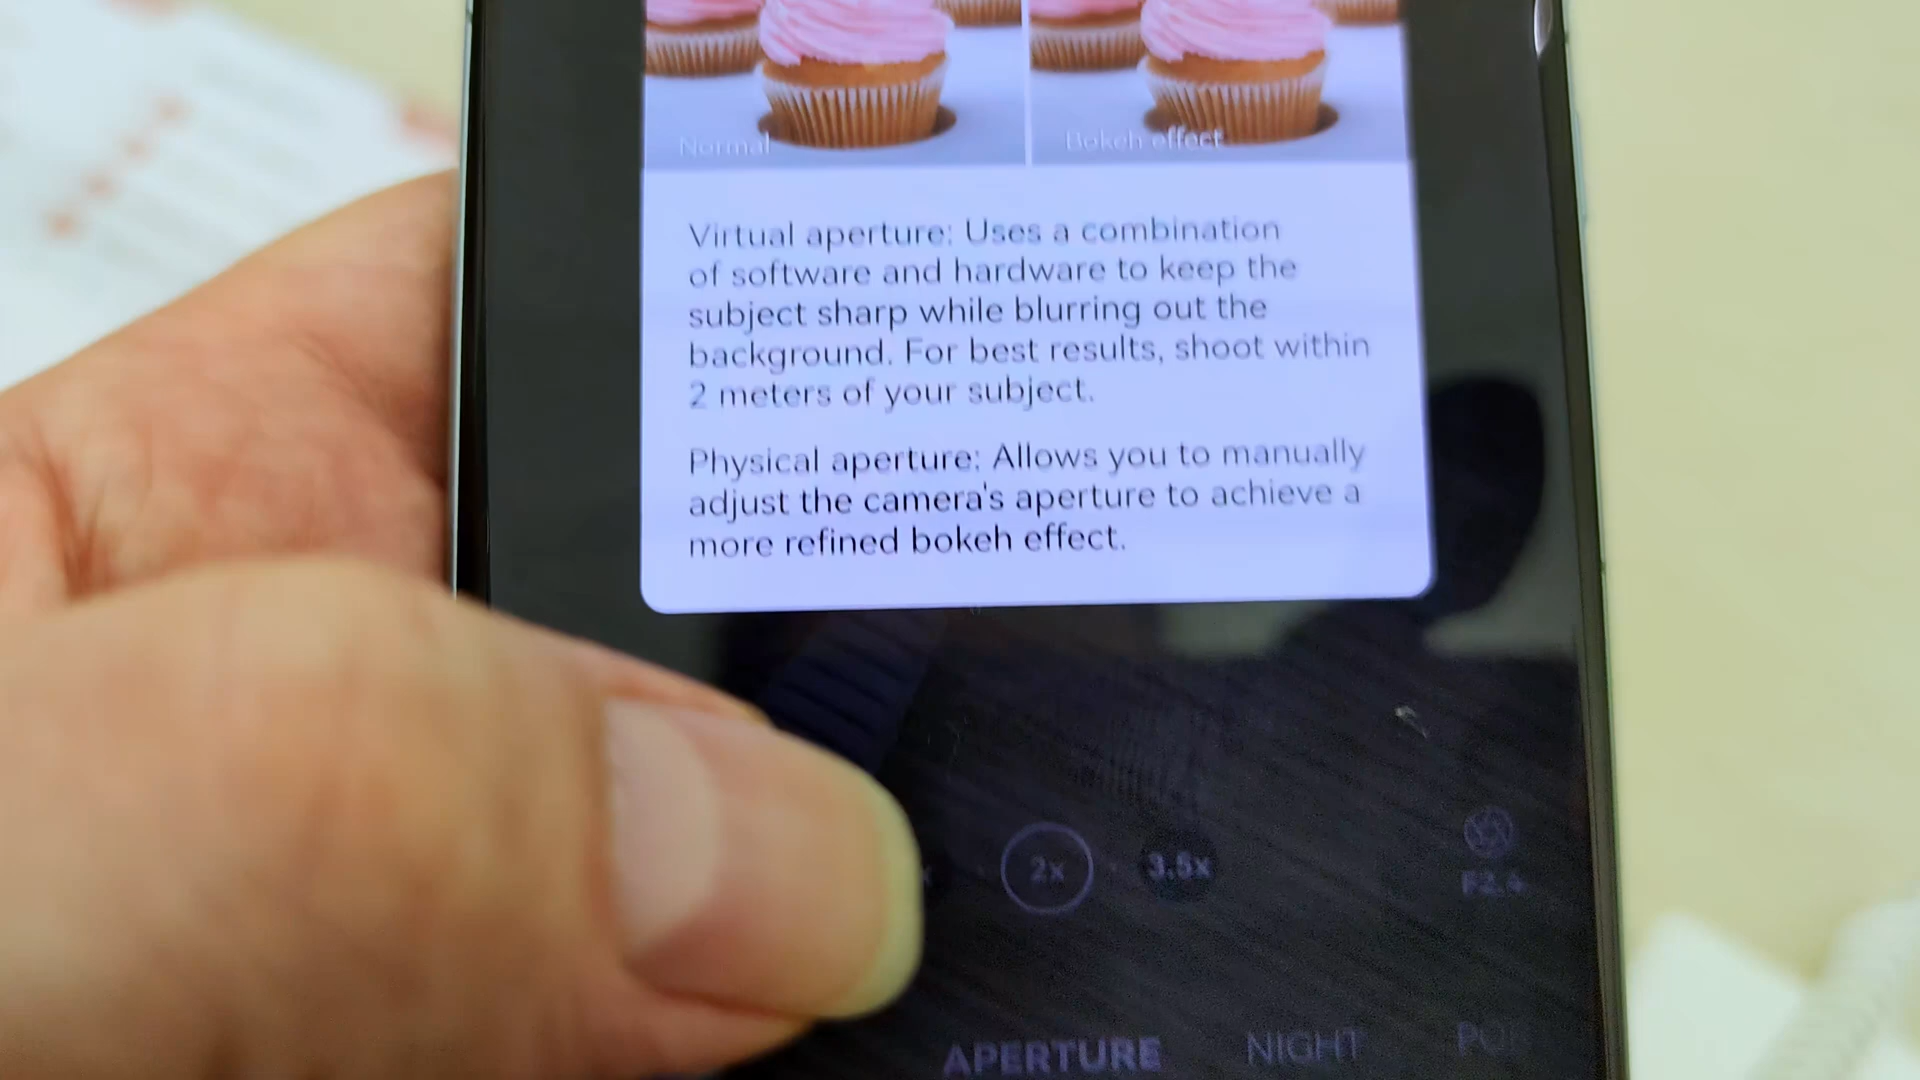 Normal
Bokeh effect
Virtual aperture: Uses a combination
of software and hardware to keep the
subject sharp while blurring out the
background. For best results, shoot within
2 meters of your subject.
Physical aperture: Allows you to manually
adjust the camera's aperture to achieve a
more refined bokeh effect.
2x
3.5x
APERTURE
NIGHT